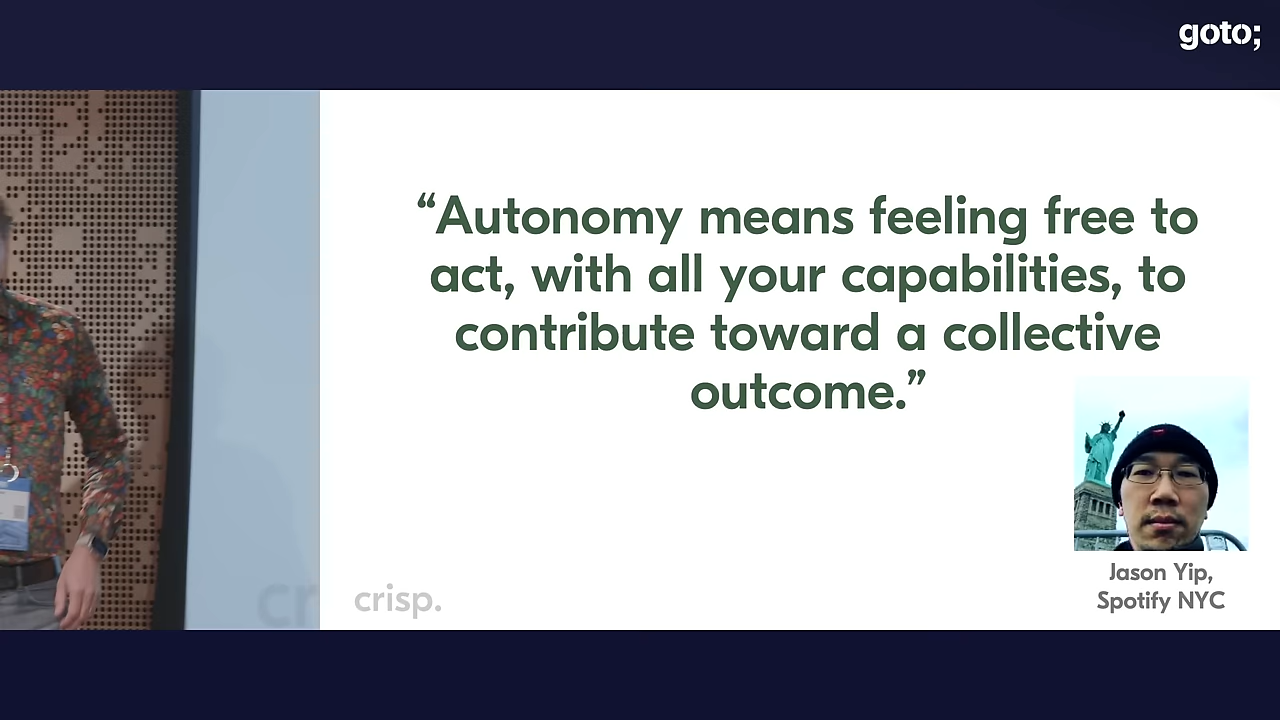 goto;
“Autonomy means feeling free to
act, with all your capabilities, to
contribute toward a collective
outcome.”
Jason Yip,
Spotify NYC
crisp.
cr